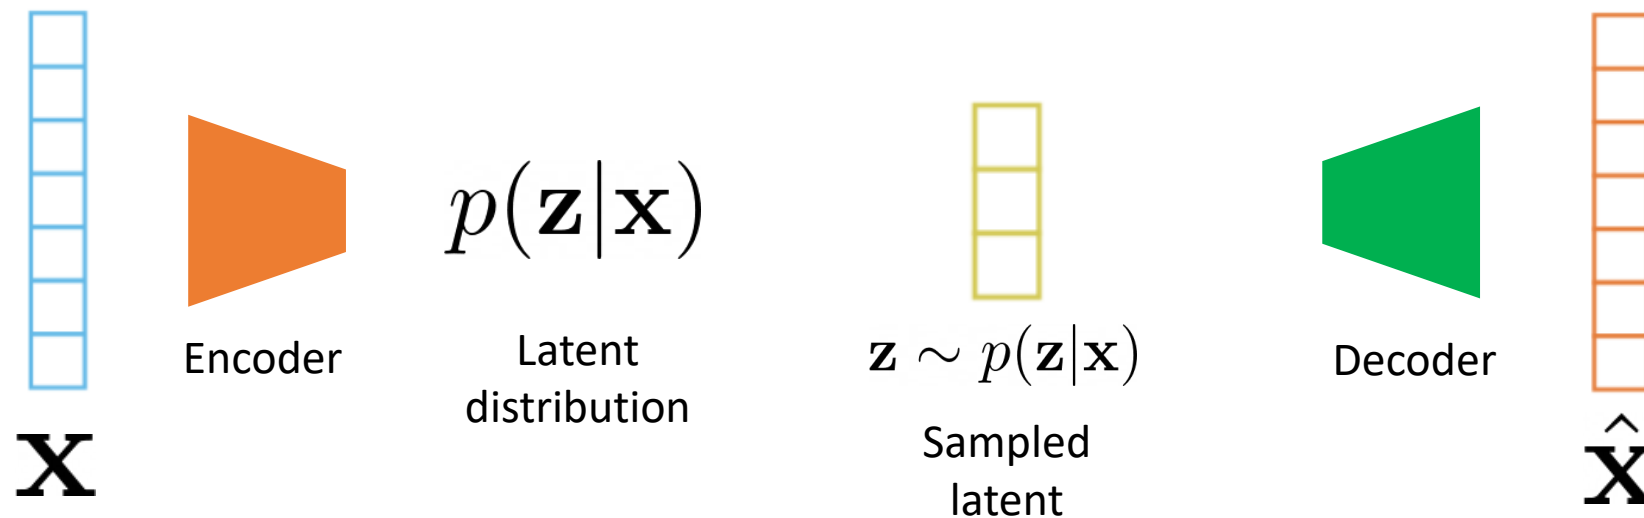 p(z|x)
Encoder
Latent
distribution
z ∼ p(z|x)
Decoder
Sampled
latent
x
x̂